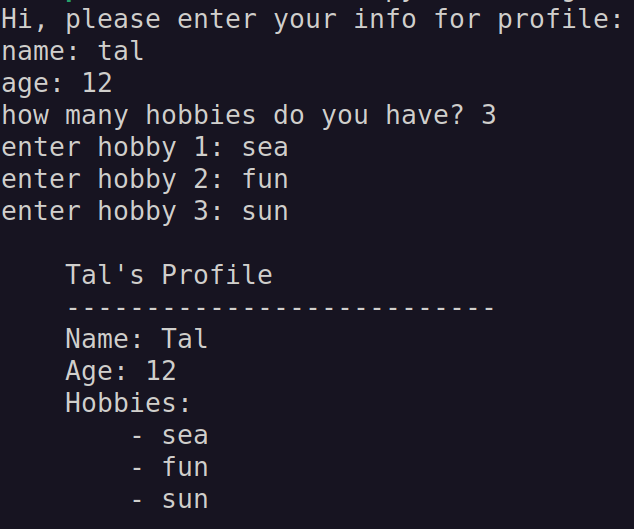 Hi, please enter your info for profile:
name: tal
age: 12
how many hobbies do you have? 3
enter hobby 1: sea
enter hobby 2: fun
enter hobby 3: sun
Tal's Profile
---------------------------
Name: Tal
Age: 12
Hobbies:
- sea
- fun
- sun